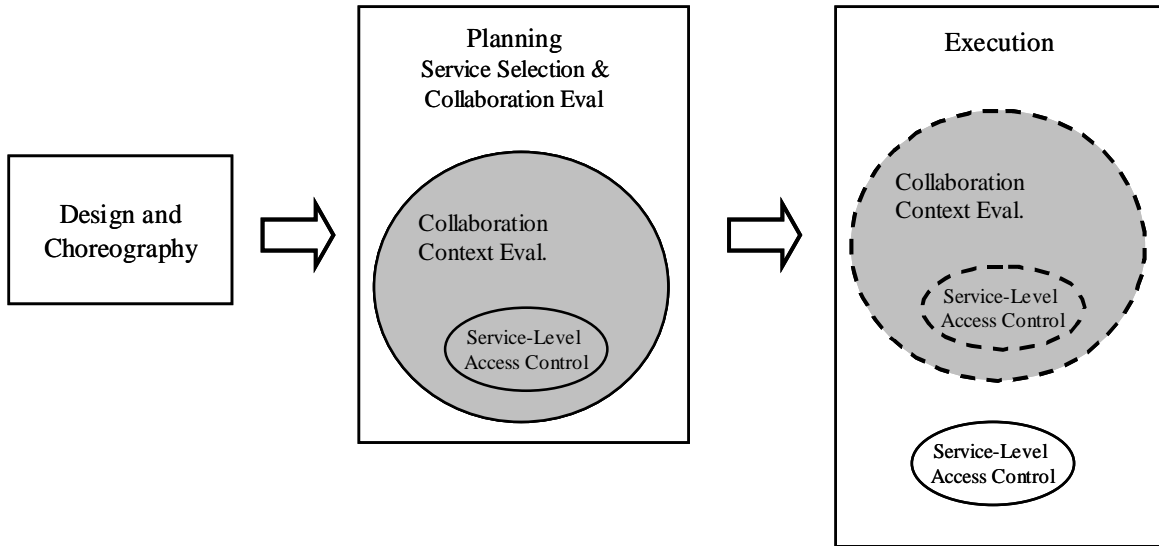 Design and
Choreography
Planning
Service Selection &
Collaboration Eval
Collaboration
Context Eval.
Service-Level
Access Control
Execution
Collaboration
Context Eval.
Service-Level
Access Control
Service-Level
Access Control